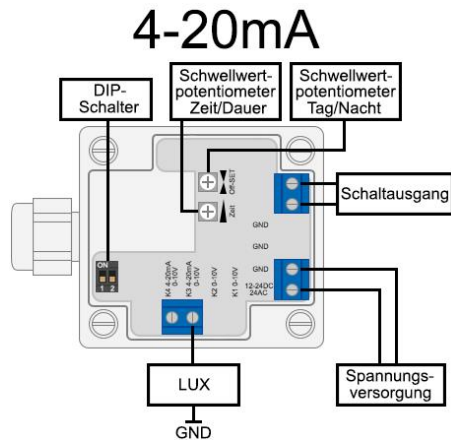 4-20mA
DIP-
Schalter
Schwellwert-
potentiometer
Zeit/Dauer
Schwellwert-
potentiometer
Tag/Nacht
Off-SET
Zeit
Schaltausgang
GND
GND
GND
12-24DC
24AC
ON
1 2
K4 4-20mA
0-10V
K3 4-20mA
0-10V
K2 0-10V
K1 0-10V
LUX
GND
Spannungs-
versorgung